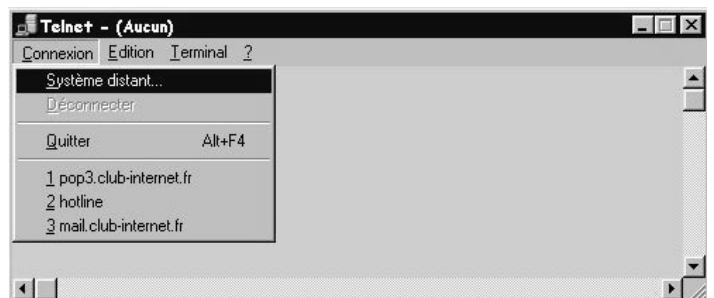 Telnet - (Aucun)
Connexion Edition Terminal ?
Système distant...
Déconnecter
Quitter Alt+F4
1 pop3.club-internet.fr
2 hotline
3 mail.club-internet.fr